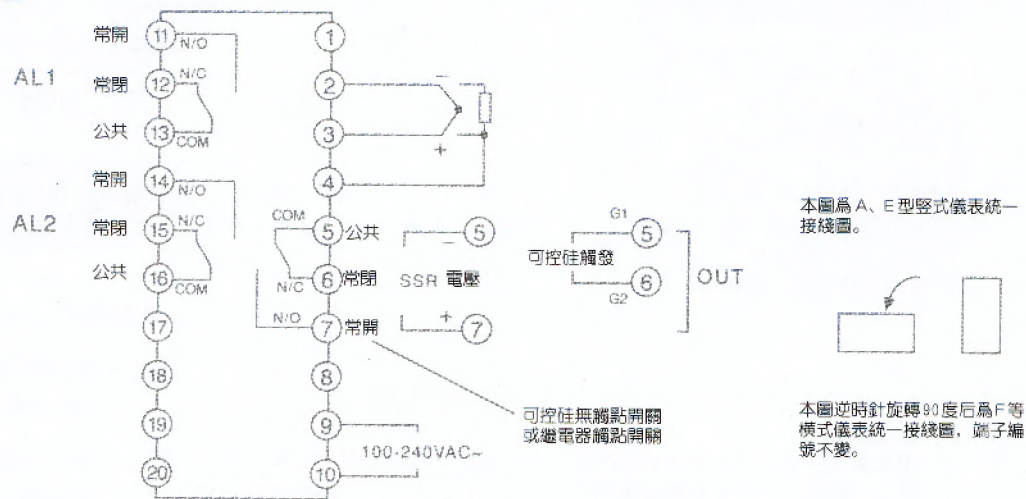 常開 11 N/O
AL1 常閉 12 N/C
公共 13 COM
常開 14 N/O
AL2 常閉 15 N/C
公共 16 COM
17
18
19
20
1
2 −
3 +
4
COM 5 公共
N/C 6 常閉
N/O 7 常開
8
9
100-240VAC~
10
− 5
SSR 電壓
+ 7
G1 5
可控硅觸發
G2 6
OUT
可控硅無觸點開關
或繼電器觸點開關
本圖爲A、E型竪式儀表統一
接綫圖。
本圖逆時針旋轉90度后爲F等
橫式儀表統一接綫圖，端子編
號不變。